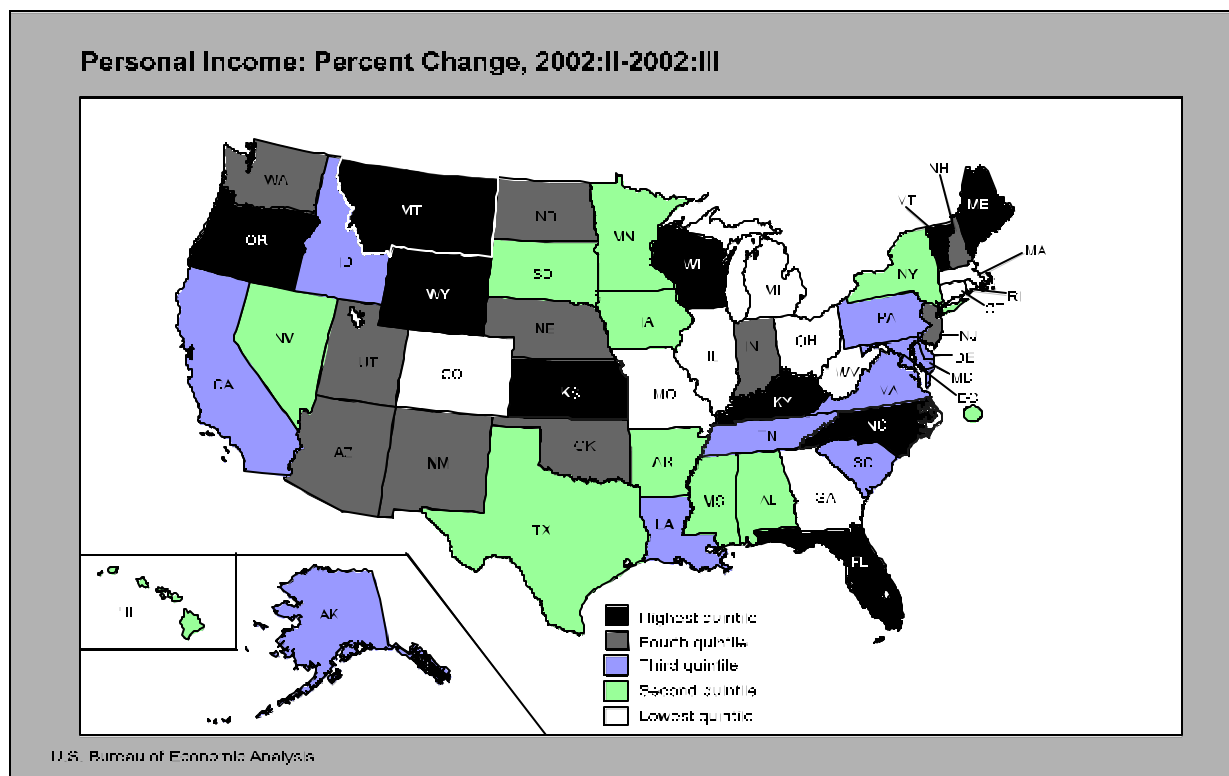 Personal Income: Percent Change, 2002:II-2002:III
WA
MT
ND
MN
OR
ID
WY
SD
WI
MI
NH
VT
ME
NY
MA
RI
CT
PA
NJ
DE
MD
DC
NV
UT
CO
NE
IA
IL
IN
OH
WV
VA
CA
KS
MO
KY
TN
NC
SC
AZ
NM
OK
AR
MS
AL
GA
TX
LA
FL
HI
AK
Highest quintile
Fourth quintile
Third quintile
Second quintile
Lowest quintile
U.S. Bureau of Economic Analysis